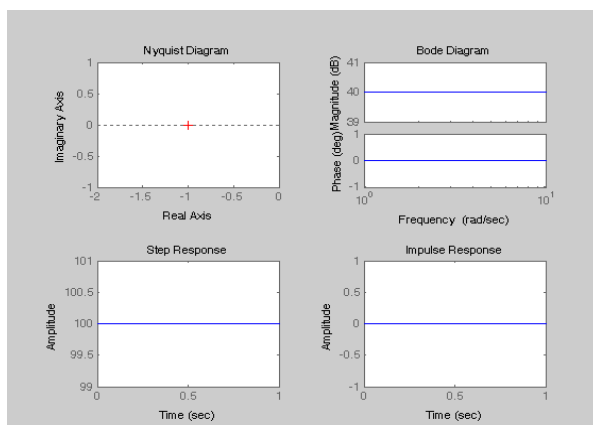 Nyquist Diagram
1
0.5
0
-0.5
-1
-2
-1.5
-1
-0.5
0
Imaginary Axis
Real Axis
Bode Diagram
41
40
39
Magnitude (dB)
1
0
-1
Phase (deg)
10^0
10^1
Frequency (rad/sec)
Step Response
101
100.5
100
99.5
99
0
0.5
1
Amplitude
Time (sec)
Impulse Response
1
0.5
0
-0.5
-1
0
0.5
1
Amplitude
Time (sec)